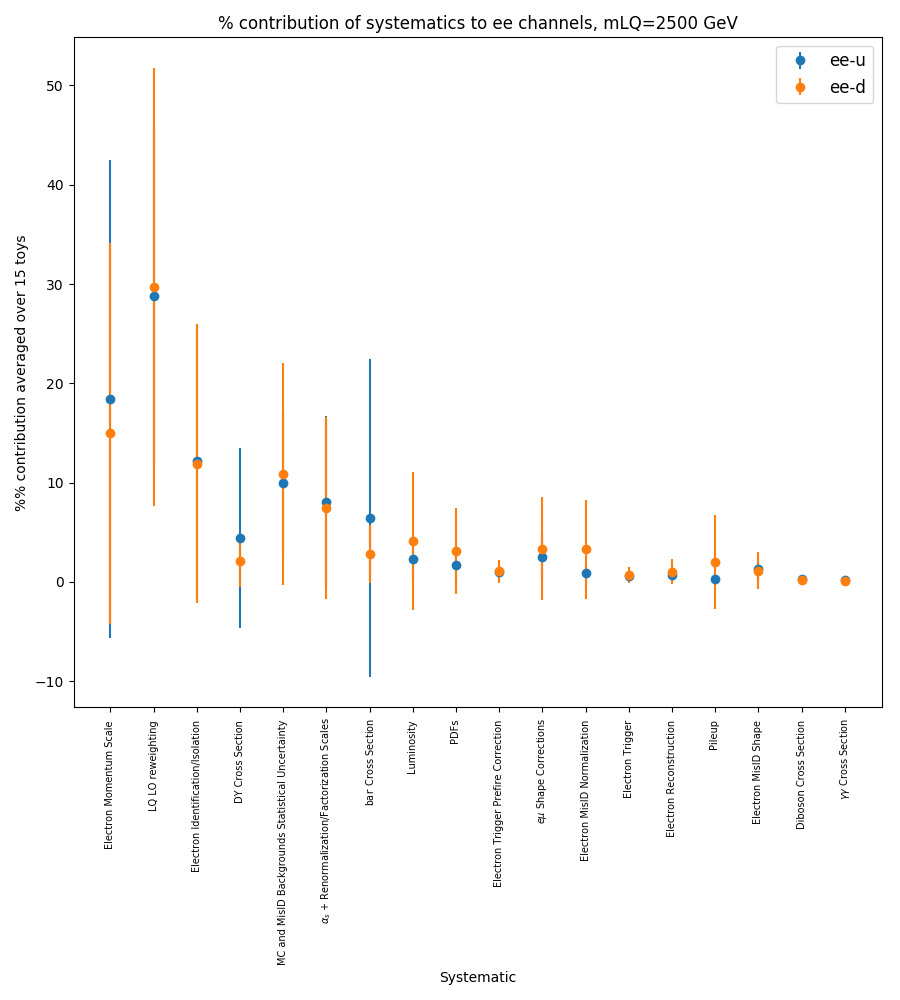 % contribution of systematics to ee channels, mLQ=2500 GeV
ee-u
ee-d
%% contribution averaged over 15 toys
50
40
30
20
10
0
−10
Electron Momentum Scale
LQ LO reweighting
Electron Identification/Isolation
DY Cross Section
MC and MisID Backgrounds Statistical Uncertainty
αs + Renormalization/Factorization Scales
bar Cross Section
Luminosity
PDFs
Electron Trigger Prefire Correction
eμ Shape Corrections
Electron MisID Normalization
Electron Trigger
Electron Reconstruction
Pileup
Electron MisID Shape
Diboson Cross Section
γγ Cross Section
Systematic